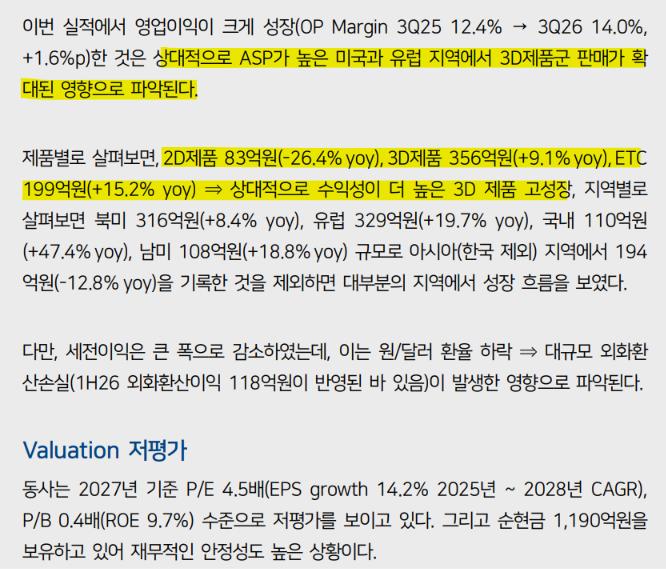 이번 실적에서 영업이익이 크게 성장(OP Margin 3Q25 12.4% → 3Q26 14.0%,
+1.6%p)한 것은 상대적으로 ASP가 높은 미국과 유럽 지역에서 3D제품군 판매가 확
대된 영향으로 파악된다.
제품별로 살펴보면, 2D제품 83억원(-26.4% yoy), 3D제품 356억원(+9.1% yoy), ETC
199억원(+15.2% yoy) ⇒ 상대적으로 수익성이 더 높은 3D 제품 고성장, 지역별로
살펴보면 북미 316억원(+8.4% yoy), 유럽 329억원(+19.7% yoy), 국내 110억원
(+47.4% yoy), 남미 108억원(+18.8% yoy) 규모로 아시아(한국 제외) 지역에서 194
억원(-12.8% yoy)을 기록한 것을 제외하면 대부분의 지역에서 성장 흐름을 보였다.
다만, 세전이익은 큰 폭으로 감소하였는데, 이는 원/달러 환율 하락 ⇒ 대규모 외화환
산손실(1H26 외화환산이익 118억원이 반영된 바 있음)이 발생한 영향으로 파악된다.
Valuation 저평가
동사는 2027년 기준 P/E 4.5배(EPS growth 14.2% 2025년 ~ 2028년 CAGR),
P/B 0.4배(ROE 9.7%) 수준으로 저평가를 보이고 있다. 그리고 순현금 1,190억원을
보유하고 있어 재무적인 안정성도 높은 상황이다.